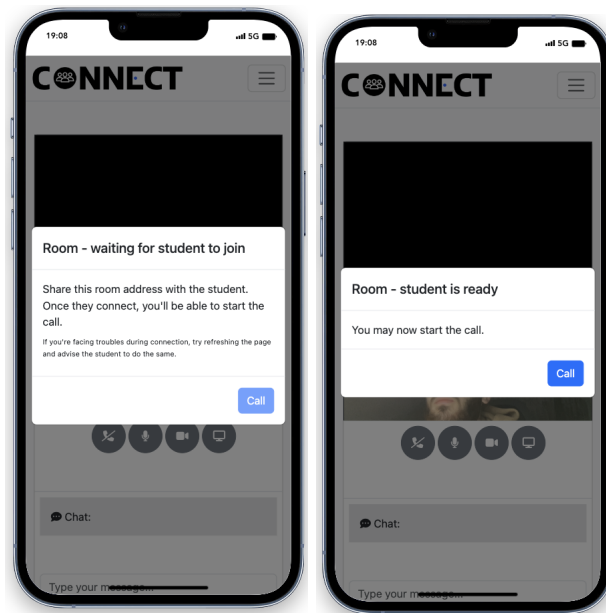 19:08
5G
CONNECT
Room - waiting for student to join
Share this room address with the student.
Once they connect, you'll be able to start the
call.
If you're facing troubles during connection, try refreshing the page
and advise the student to do the same.
Call
Chat:
Type your message...
19:08
5G
CONNECT
Room - student is ready
You may now start the call.
Call
Chat:
Type your message...